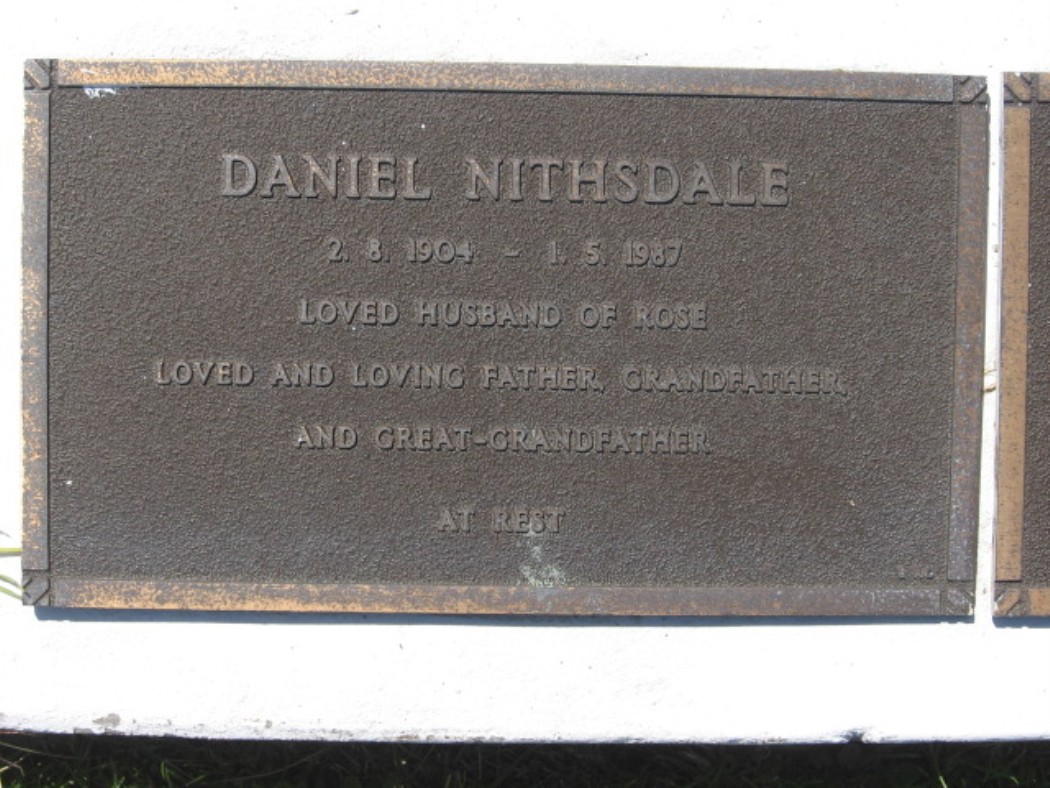 DANIEL NITHSDALE
2. 8. 1904 - 1. 5. 1987
LOVED HUSBAND OF ROSE
LOVED AND LOVING FATHER, GRANDFATHER,
AND GREAT-GRANDFATHER
AT REST